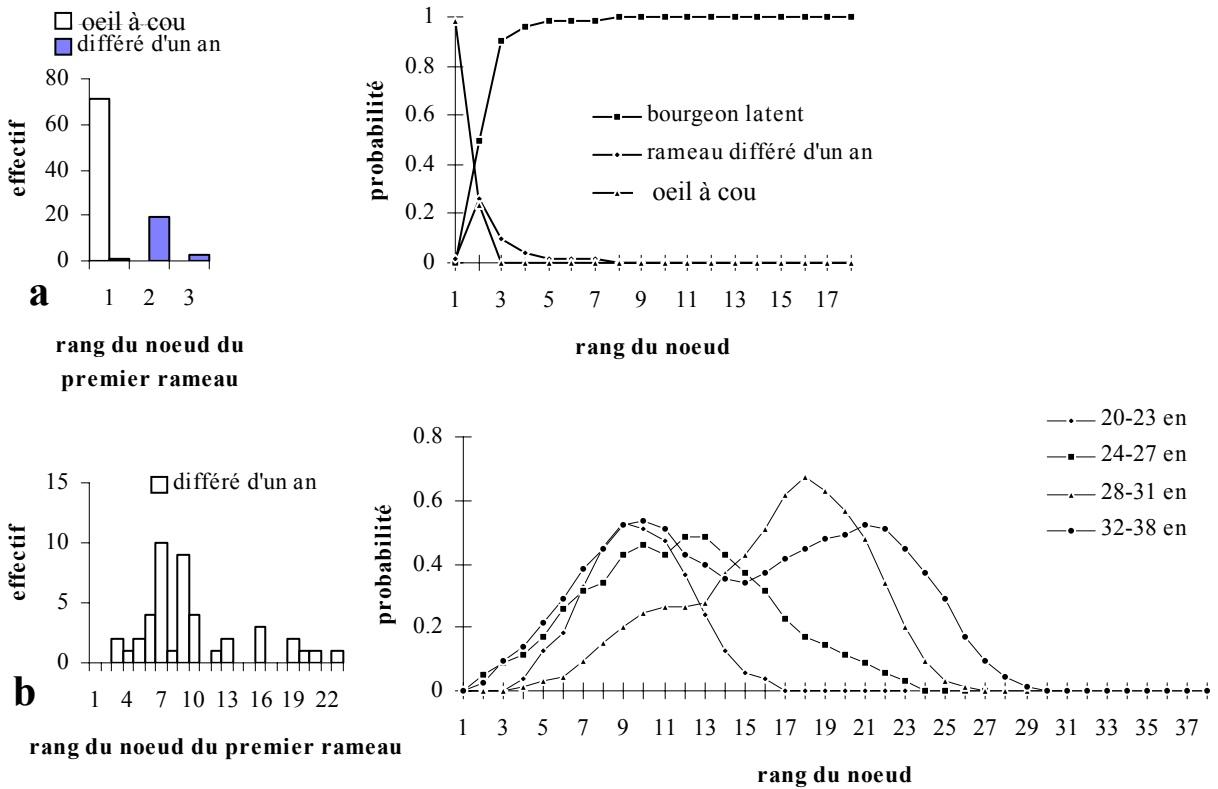 oeil à cou
différé d'un an
effectif
80
60
40
20
0
1 2 3
a
rang du noeud du
premier rameau
probabilité
1
0.8
0.6
0.4
0.2
0
bourgeon latent
rameau différé d'un an
oeil à cou
1 3 5 7 9 11 13 15 17
rang du noeud
différé d'un an
effectif
15
10
5
0
1 4 7 10 13 16 19 22
b
rang du noeud du premier rameau
probabilité
0.8
0.6
0.4
0.2
0
20-23 en
24-27 en
28-31 en
32-38 en
1 3 5 7 9 11 13 15 17 19 21 23 25 27 29 31 33 35 37
rang du noeud